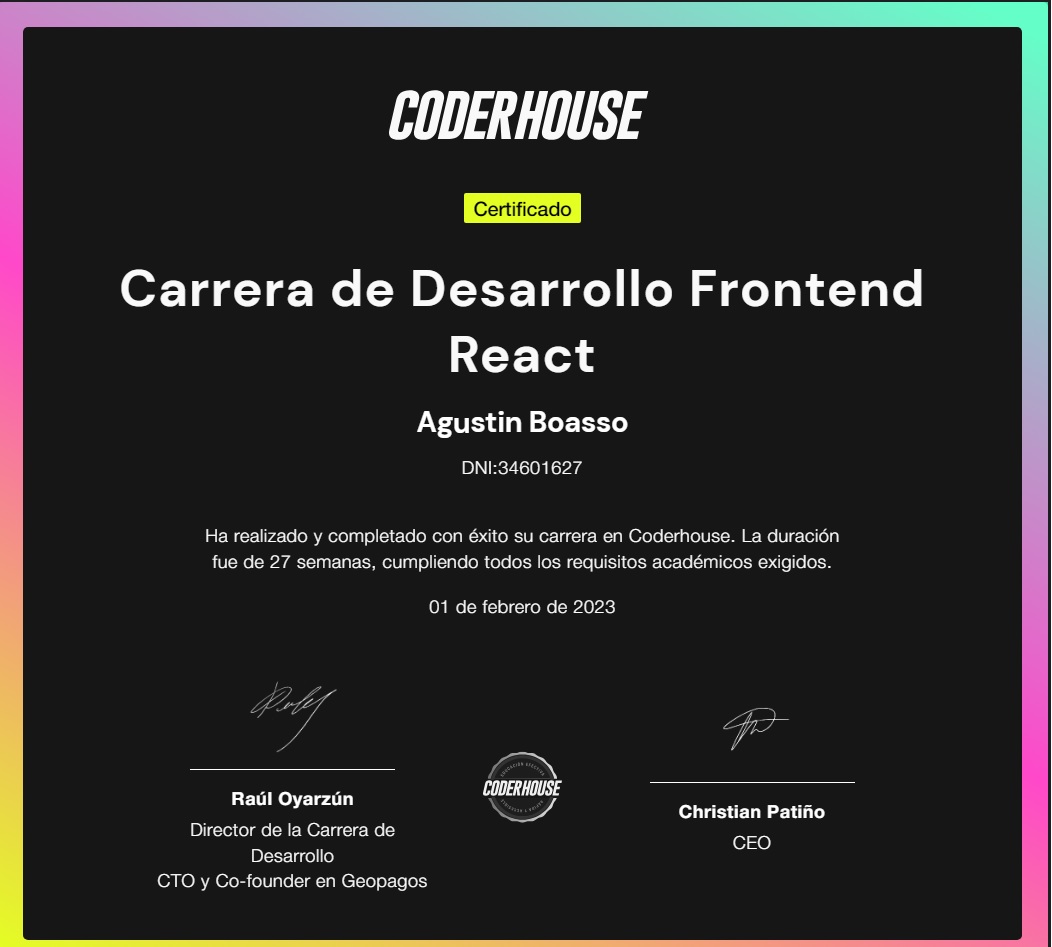 CODERHOUSE
Certificado
Carrera de Desarrollo Frontend
React
Agustin Boasso
DNI:34601627
Ha realizado y completado con éxito su carrera en Coderhouse. La duración
fue de 27 semanas, cumpliendo todos los requisitos académicos exigidos.
01 de febrero de 2023
CODERHOUSE
Raúl Oyarzún
Director de la Carrera de
Desarrollo
CTO y Co-founder en Geopagos
Christian Patiño
CEO